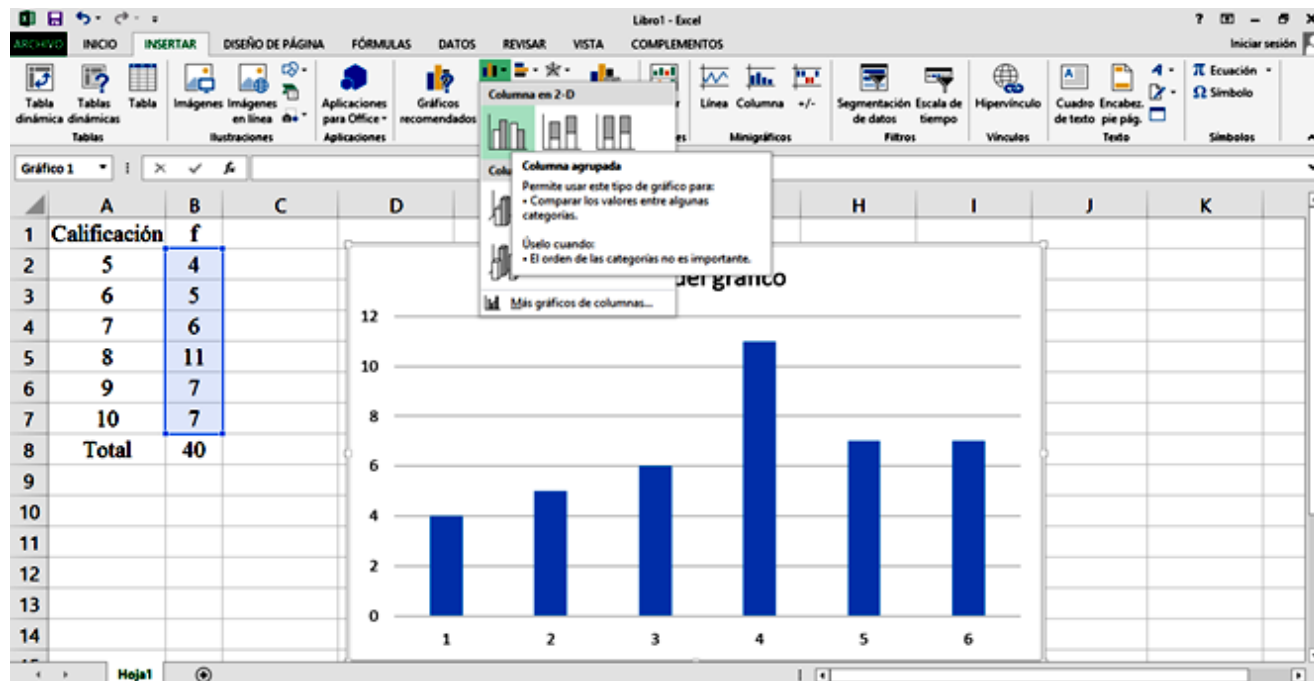 Libro1 - Excel
ARCHIVO INICIO INSERTAR DISEÑO DE PÁGINA FÓRMULAS DATOS REVISAR VISTA COMPLEMENTOS Iniciar sesión
Tabla dinámica
Tablas dinámicas
Tabla
Tablas
Imágenes
Imágenes en línea
Ilustraciones
Aplicaciones para Office
Aplicaciones
Gráficos recomendados
Línea Columna +/-
Minigráficos
Segmentación de datos
Escala de tiempo
Filtros
Hipervínculo
Vínculos
Cuadro de texto
Encabez. pie pág.
Texto
π Ecuación
Ω Símbolo
Símbolos
Columna en 2-D
Columna agrupada
Permite usar este tipo de gráfico para:
• Comparar los valores entre algunas
categorías.
Úselo cuando:
• El orden de las categorías no es importante.
Más gráficos de columnas...
Gráfico 1 fx
A B C D H I J K
1 Calificación f
2 5 4
3 6 5
4 7 6
5 8 11
6 9 7
7 10 7
8 Total 40
9
10
11
12
13
14
del gráfico
12
10
8
6
4
2
0
1 2 3 4 5 6
Hoja1